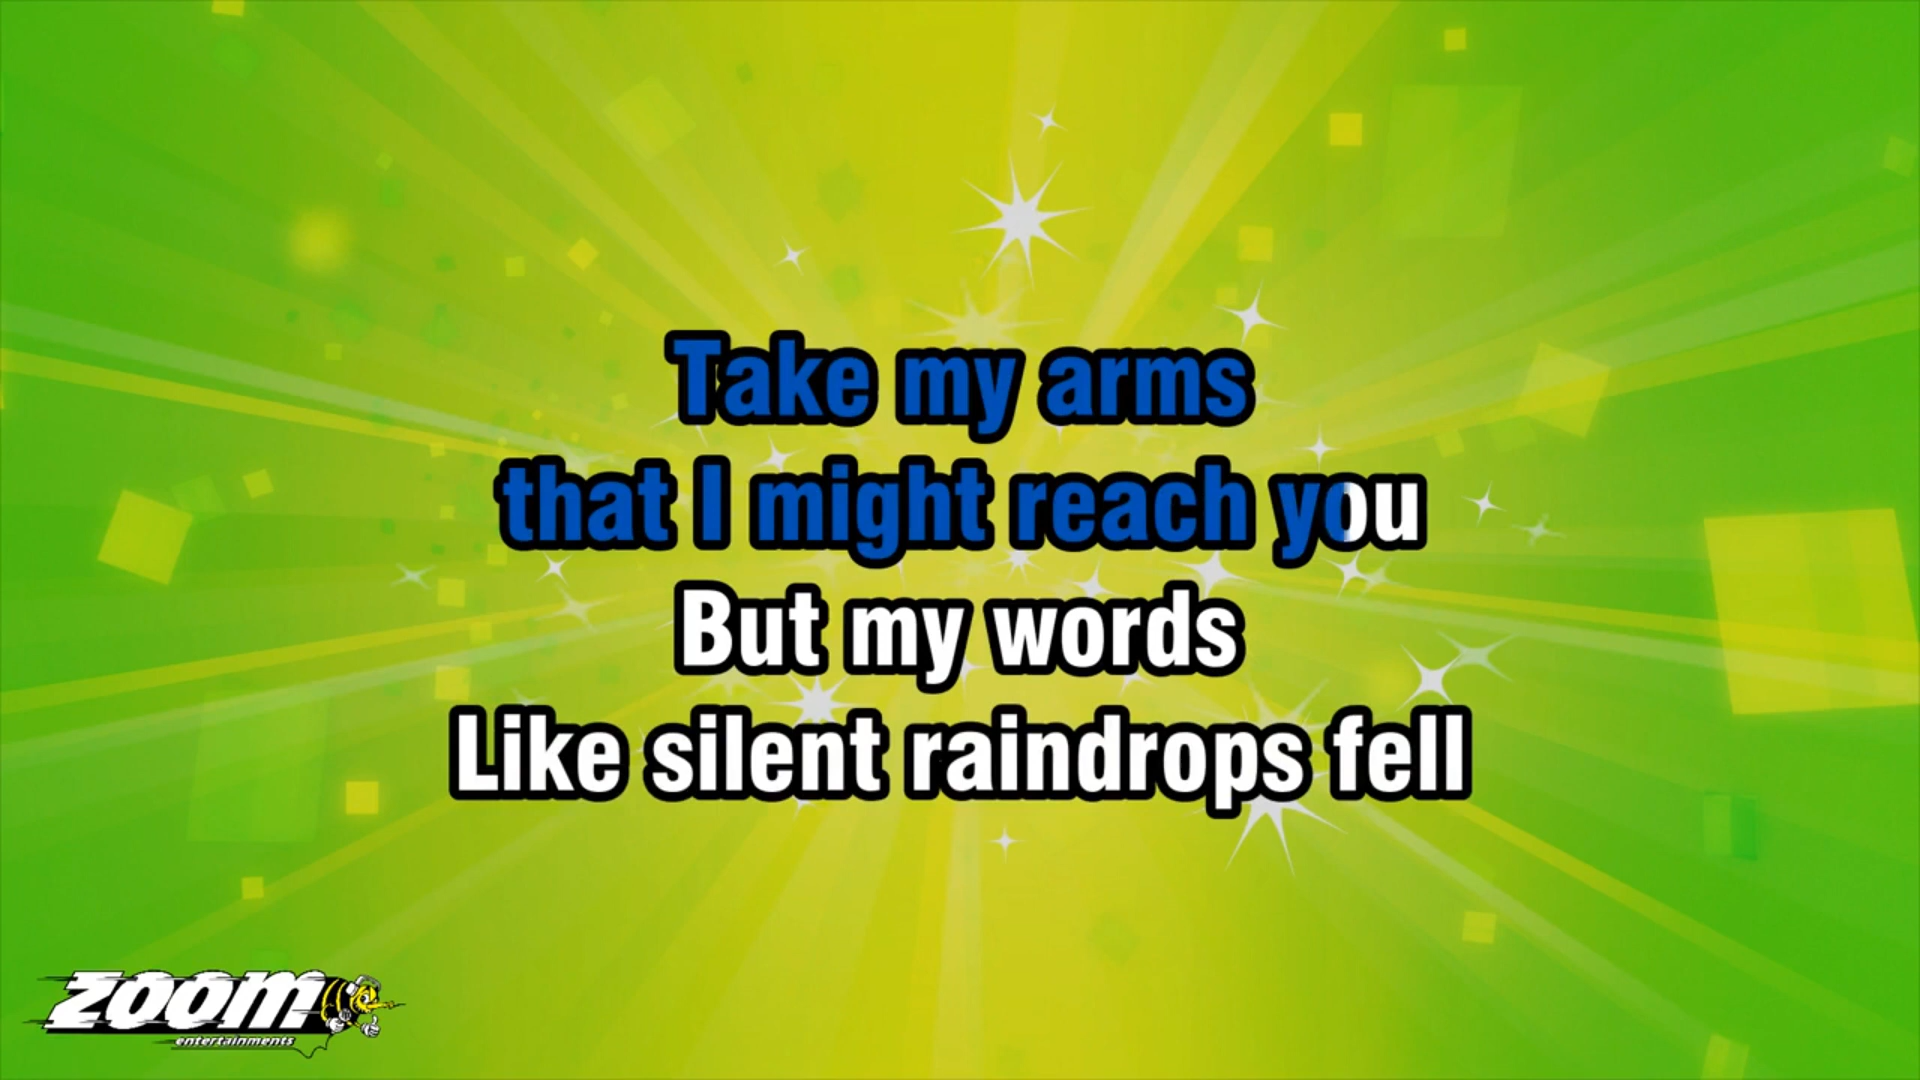 Take my arms
that I might reach you
But my words
Like silent raindrops fell
zoom
entertainments